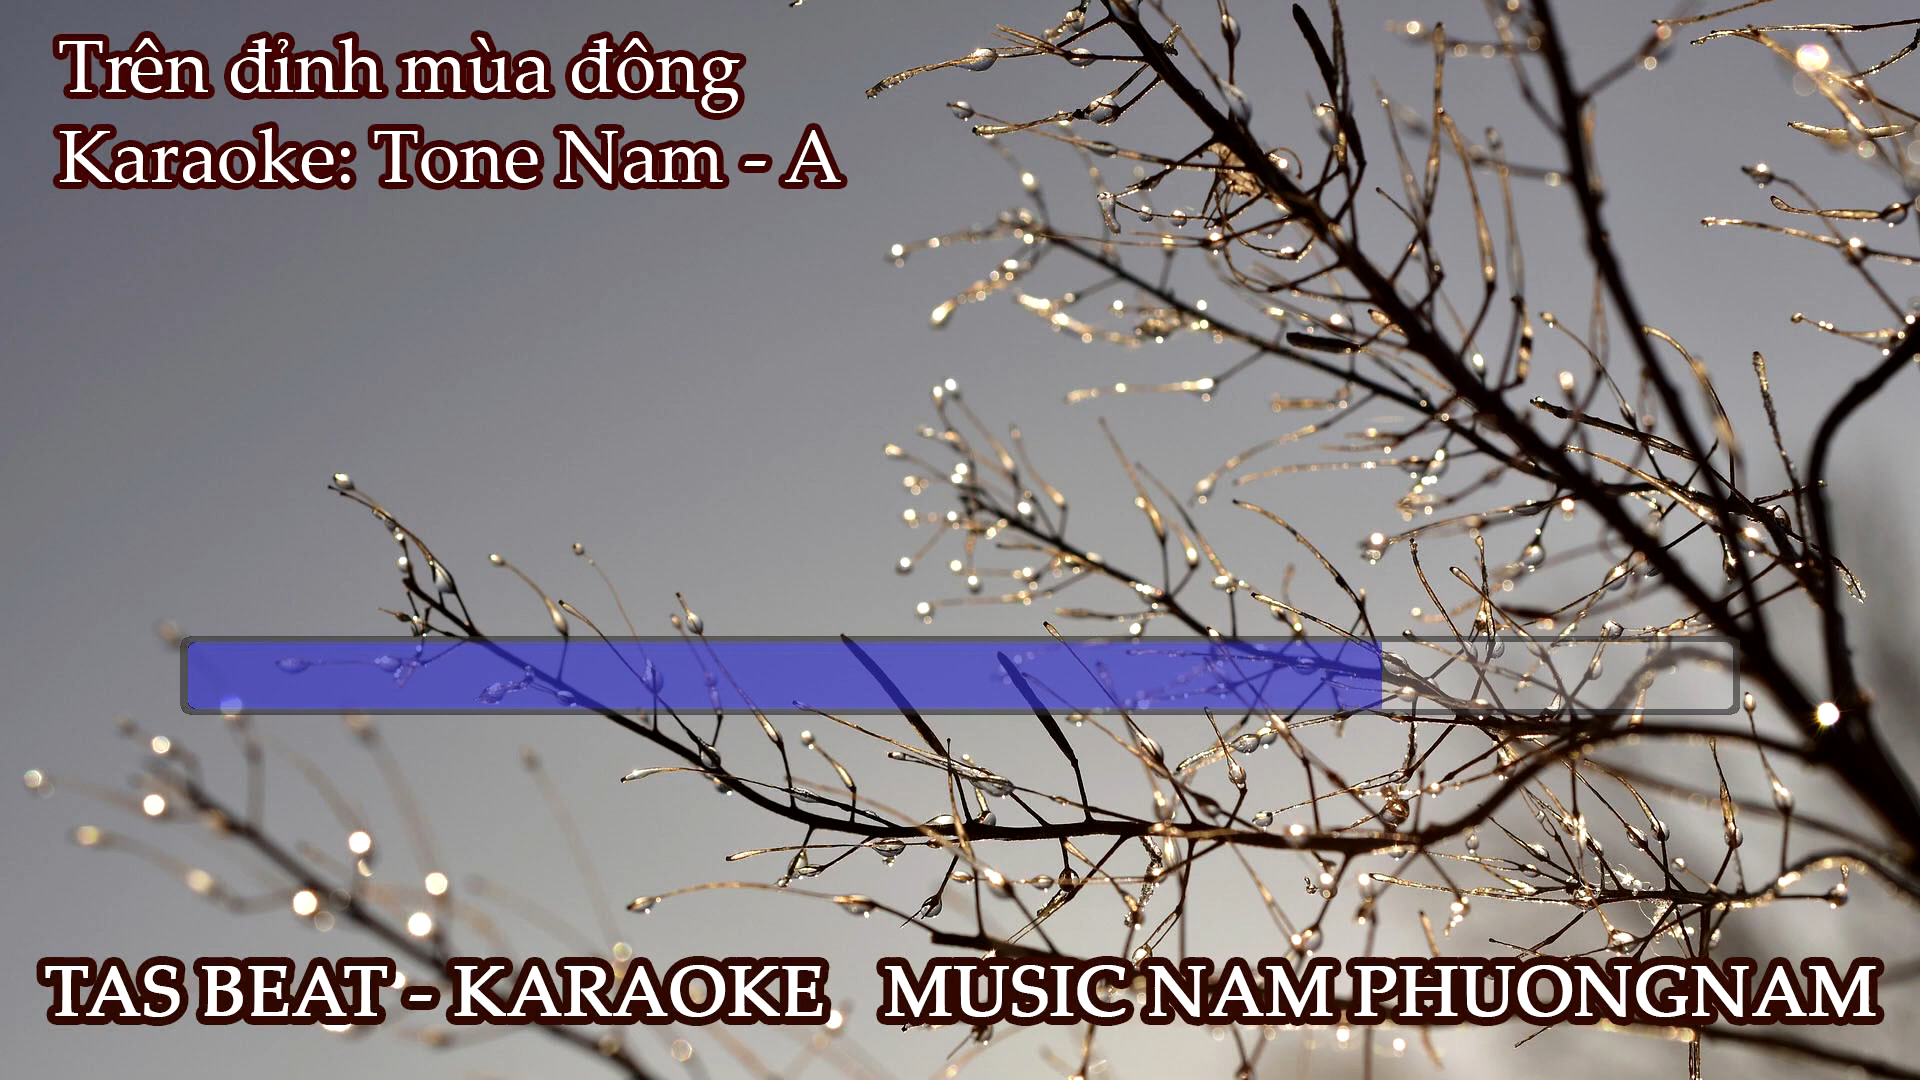 Trên đỉnh mùa đông
Karaoke: Tone Nam - A
TAS BEAT - KARAOKE MUSIC NAM PHUONGNAM